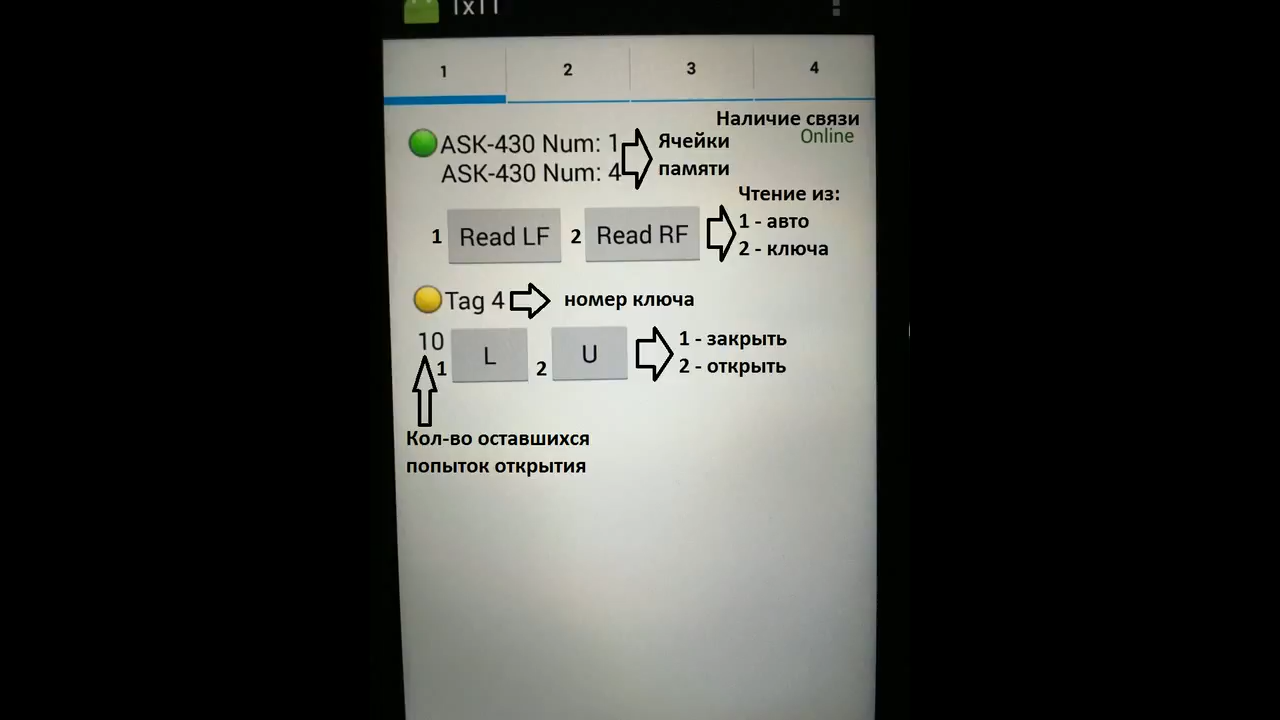 1 2 3 4
Наличие связи
Online
ASK-430 Num: 1
ASK-430 Num: 4
Ячейки
памяти
Чтение из:
1 Read LF 2 Read RF
1 - авто
2 - ключа
Tag 4
номер ключа
10
1 L 2 U
1 - закрыть
2 - открыть
Кол-во оставшихся
попыток открытия